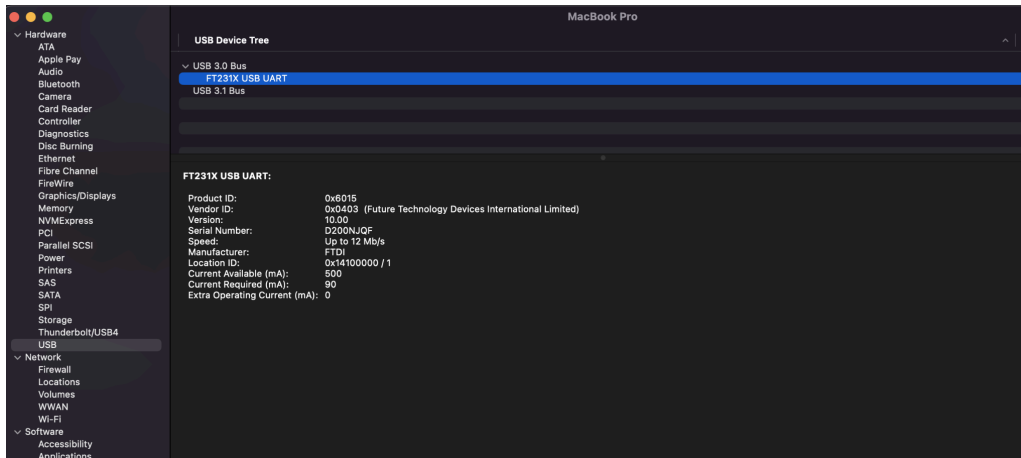 MacBook Pro
Hardware
ATA
Apple Pay
Audio
Bluetooth
Camera
Card Reader
Controller
Diagnostics
Disc Burning
Ethernet
Fibre Channel
FireWire
Graphics/Displays
Memory
NVMExpress
PCI
Parallel SCSI
Power
Printers
SAS
SATA
SPI
Storage
Thunderbolt/USB4
USB
Network
Firewall
Locations
Volumes
WWAN
Wi-Fi
Software
Accessibility
Applications
USB Device Tree
USB 3.0 Bus
FT231X USB UART
USB 3.1 Bus
FT231X USB UART:
Product ID: 0x6015
Vendor ID: 0x0403 (Future Technology Devices International Limited)
Version: 10.00
Serial Number: D200NJQF
Speed: Up to 12 Mb/s
Manufacturer: FTDI
Location ID: 0x14100000 / 1
Current Available (mA): 500
Current Required (mA): 90
Extra Operating Current (mA): 0